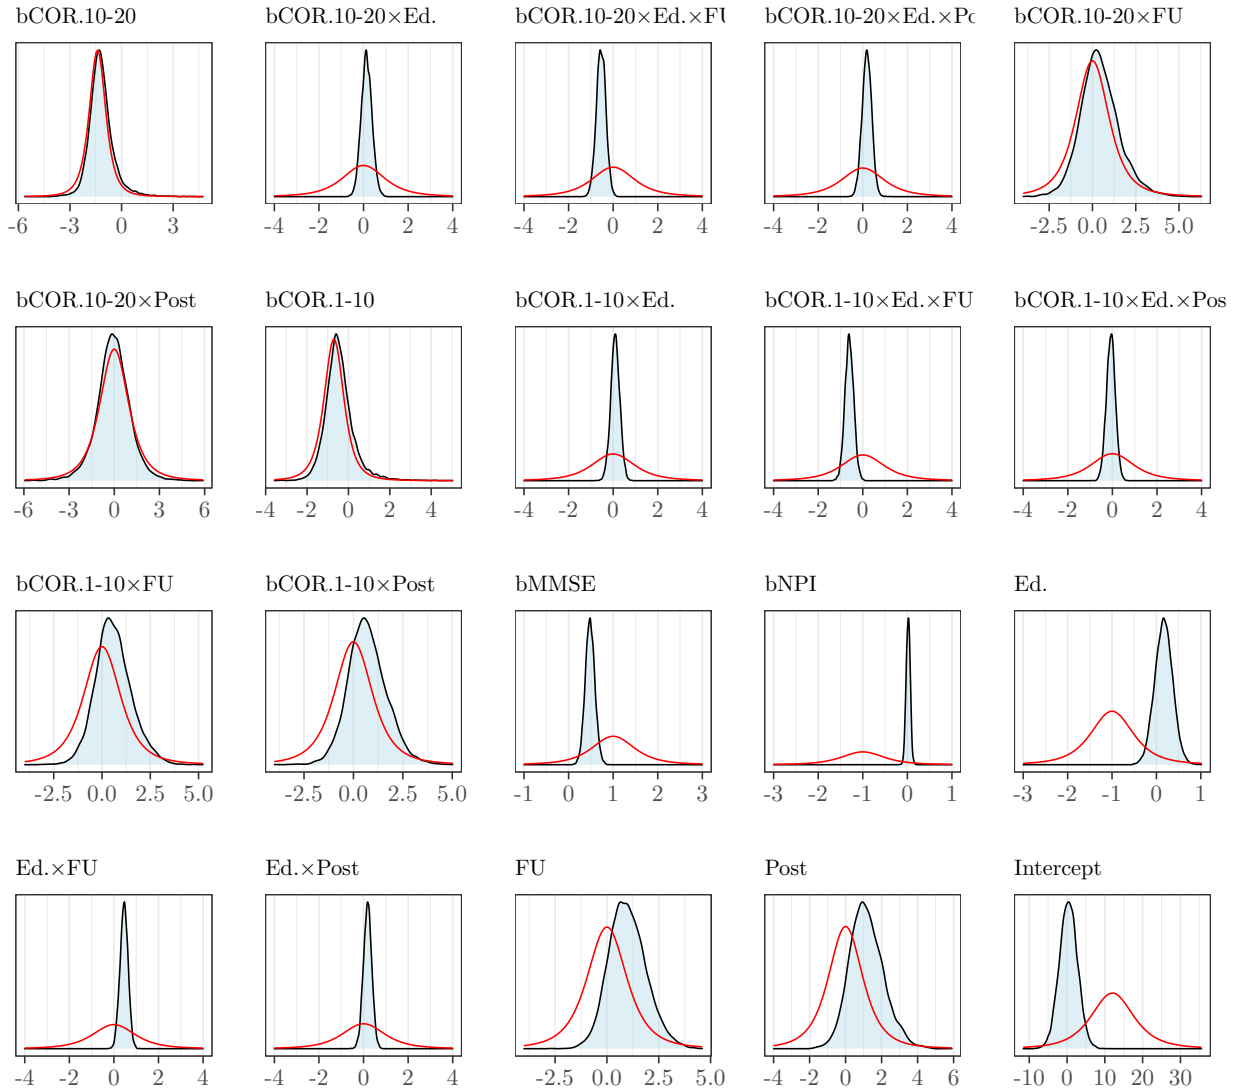 bCOR.10-20 bCOR.10-20×Ed. bCOR.10-20×Ed.×FU bCOR.10-20×Ed.×Po bCOR.10-20×FU
-6 -3 0 3 -4 -2 0 2 4 -4 -2 0 2 4 -4 -2 0 2 4 -2.5 0.0 2.5 5.0
bCOR.10-20×Post bCOR.1-10 bCOR.1-10×Ed. bCOR.1-10×Ed.×FU bCOR.1-10×Ed.×Pos
-6 -3 0 3 6 -4 -2 0 2 4 -4 -2 0 2 4 -4 -2 0 2 4 -4 -2 0 2 4
bCOR.1-10×FU bCOR.1-10×Post bMMSE bNPI Ed.
-2.5 0.0 2.5 5.0 -2.5 0.0 2.5 5.0 -1 0 1 2 3 -3 -2 -1 0 1 -3 -2 -1 0 1
Ed.×FU Ed.×Post FU Post Intercept
-4 -2 0 2 4 -4 -2 0 2 4 -2.5 0.0 2.5 5.0 -4 -2 0 2 4 6 -10 0 10 20 30